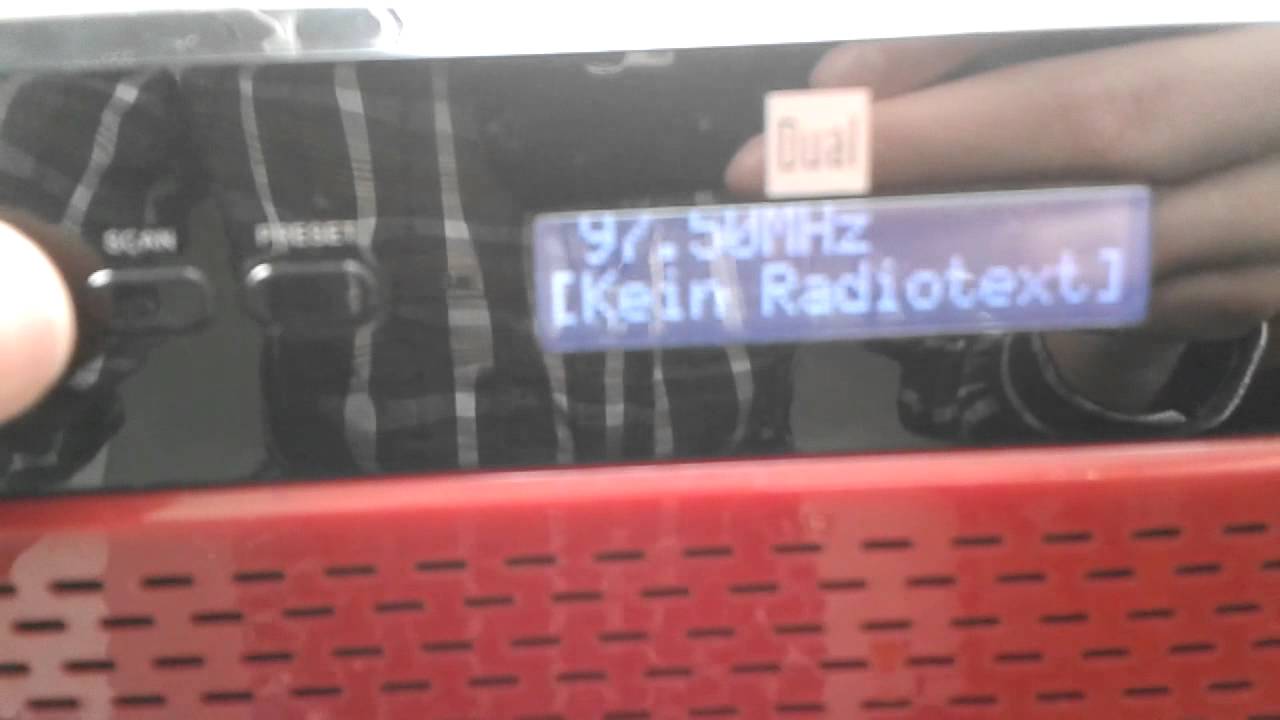 Dual
SCAN
PRESET
97.50MHz
[Kein Radiotext]